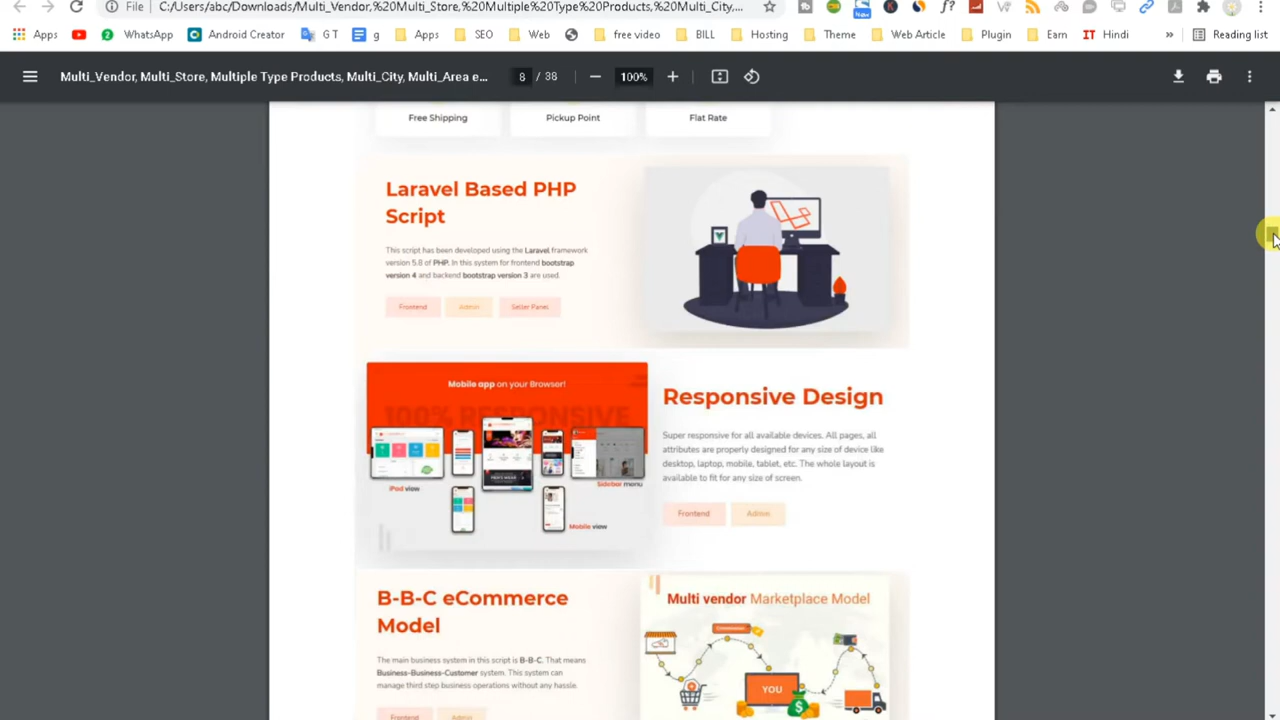 File
C:/Users/abc/Downloads/Multi_Vendor,%20Multi_Store,%20Multiple%20Type%20Products,%20Multi_City,...
Apps
WhatsApp
Android Creator
G T
g
Apps
SEO
Web
free video
BILL
Hosting
Theme
Web Article
Plugin
Earn
IT Hindi
»
Reading list
Multi_Vendor, Multi_Store, Multiple Type Products, Multi_City, Multi_Area e...
8 / 38
100%
Free Shipping
Pickup Point
Flat Rate
Laravel Based PHP
Script
This script has been developed using the Laravel framework
version 5.8 of PHP. In this system for frontend bootstrap
version 4 and backend bootstrap version 3 are used.
Frontend
Admin
Seller Panel
Mobile app on your Browser!
100% RESPONSIVE
iPad view
Sidebar menu
Mobile view
Responsive Design
Super responsive for all available devices. All pages, all
attributes are properly designed for any size of device like
desktop, laptop, mobile, tablet, etc. The whole layout is
available to fit for any size of screen.
Frontend
Admin
B-B-C eCommerce
Model
The main business system in this script is B-B-C. That means
Business-Business-Customer system. This system can
manage third step business operations without any hassle.
Frontend
Admin
Multi vendor Marketplace Model
YOU